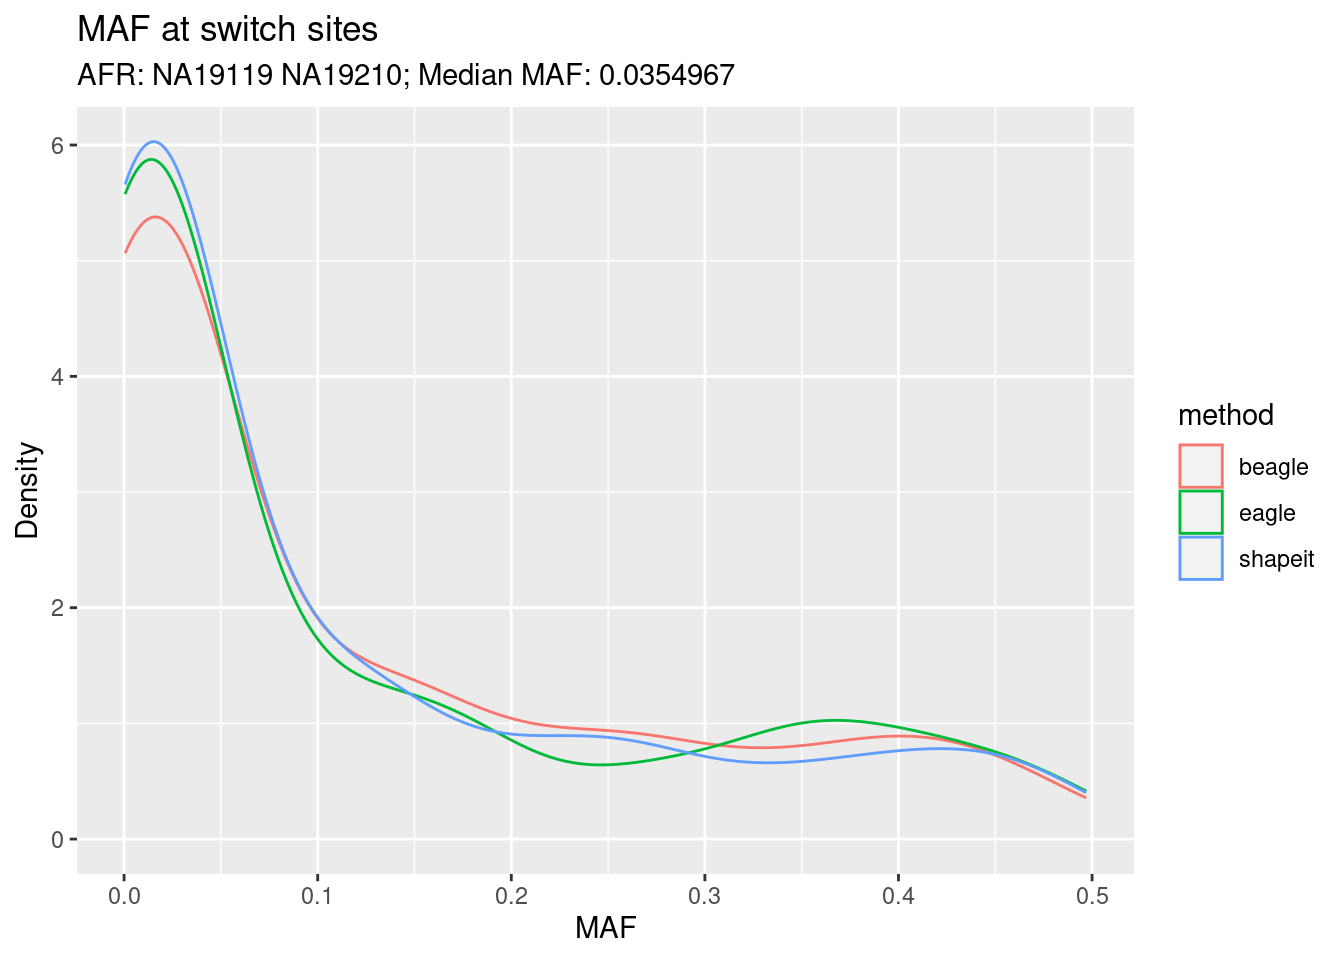 MAF at switch sites
AFR: NA19119 NA19210; Median MAF: 0.0354967
6
4
2
0
Density
0.0 0.1 0.2 0.3 0.4 0.5
MAF
method
beagle
eagle
shapeit